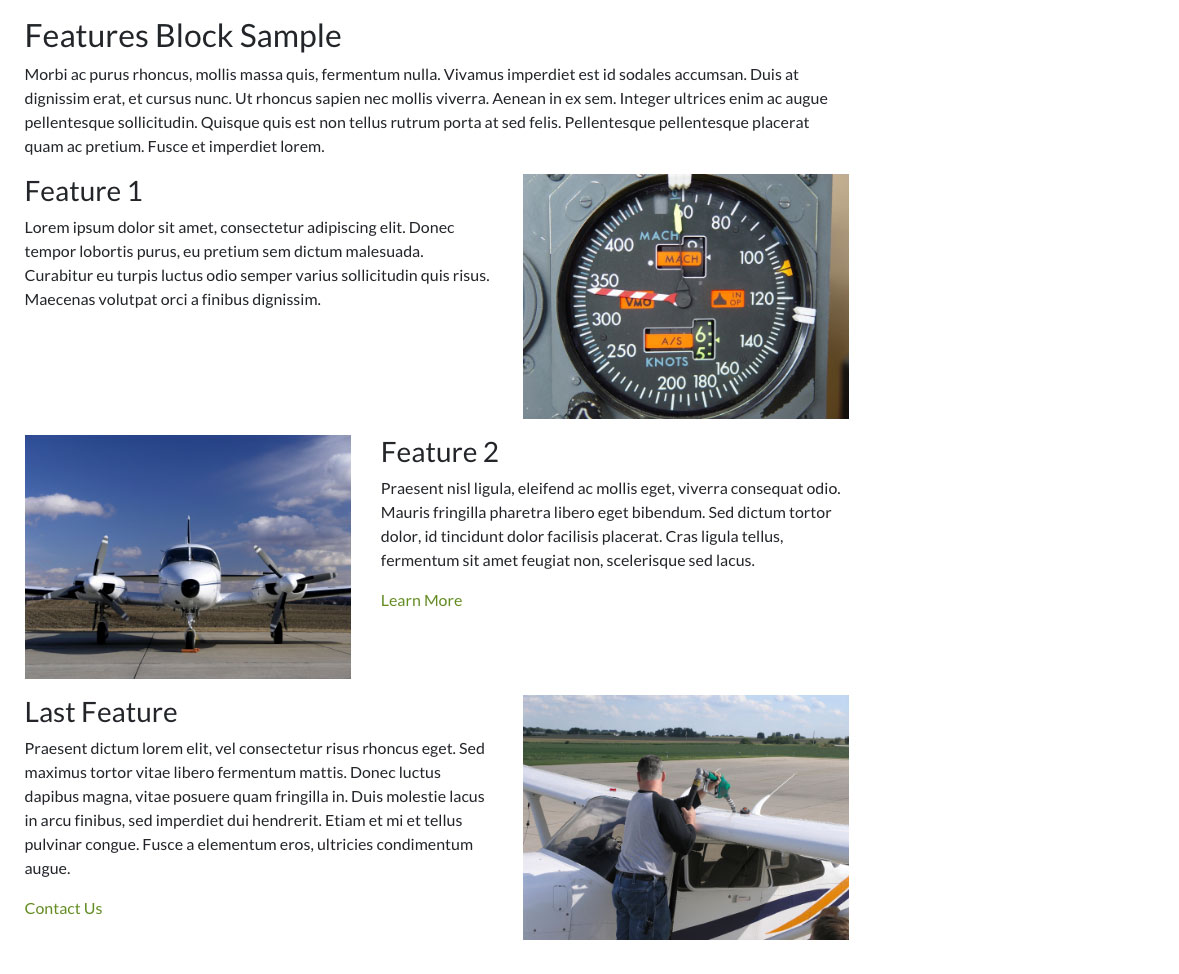 Features Block Sample
Morbi ac purus rhoncus, mollis massa quis, fermentum nulla. Vivamus imperdiet est id sodales accumsan. Duis at
dignissim erat, et cursus nunc. Ut rhoncus sapien nec mollis viverra. Aenean in ex sem. Integer ultrices enim ac augue
pellentesque sollicitudin. Quisque quis est non tellus rutrum porta at sed felis. Pellentesque pellentesque placerat
quam ac pretium. Fusce et imperdiet lorem.
Feature 1
Lorem ipsum dolor sit amet, consectetur adipiscing elit. Donec
tempor lobortis purus, eu pretium sem dictum malesuada.
Curabitur eu turpis luctus odio semper varius sollicitudin quis risus.
Maecenas volutpat orci a finibus dignissim.
60
80
400
MACH
100
MACH
350
VMO
IN
OP
120
300
6
A/S
5
140
250
KNOTS
160
200
180
Feature 2
Praesent nisl ligula, eleifend ac mollis eget, viverra consequat odio.
Mauris fringilla pharetra libero eget bibendum. Sed dictum tortor
dolor, id tincidunt dolor facilisis placerat. Cras ligula tellus,
fermentum sit amet feugiat non, scelerisque sed lacus.
Learn More
Last Feature
Praesent dictum lorem elit, vel consectetur risus rhoncus eget. Sed
maximus tortor vitae libero fermentum mattis. Donec luctus
dapibus magna, vitae posuere quam fringilla in. Duis molestie lacus
in arcu finibus, sed imperdiet dui hendrerit. Etiam et mi et tellus
pulvinar congue. Fusce a elementum eros, ultricies condimentum
augue.
Contact Us